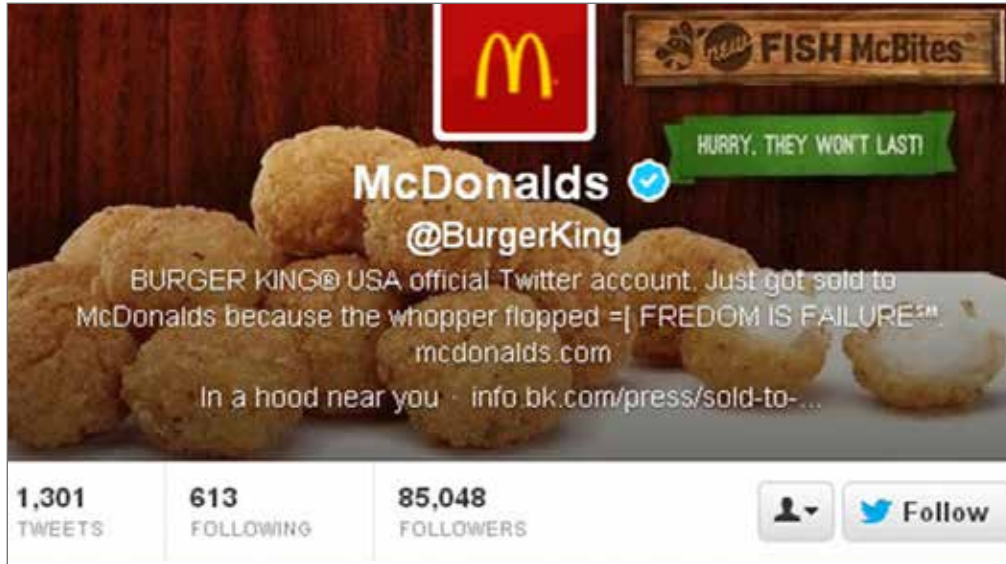 new FISH McBites®
HURRY, THEY WON'T LAST!
McDonalds
@BurgerKing
BURGER KING® USA official Twitter account. Just got sold to
McDonalds because the whopper flopped =[ FREDOM IS FAILURE℠.
mcdonalds.com
In a hood near you · info.bk.com/press/sold-to-...
1,301 613 85,048
TWEETS FOLLOWING FOLLOWERS
Follow